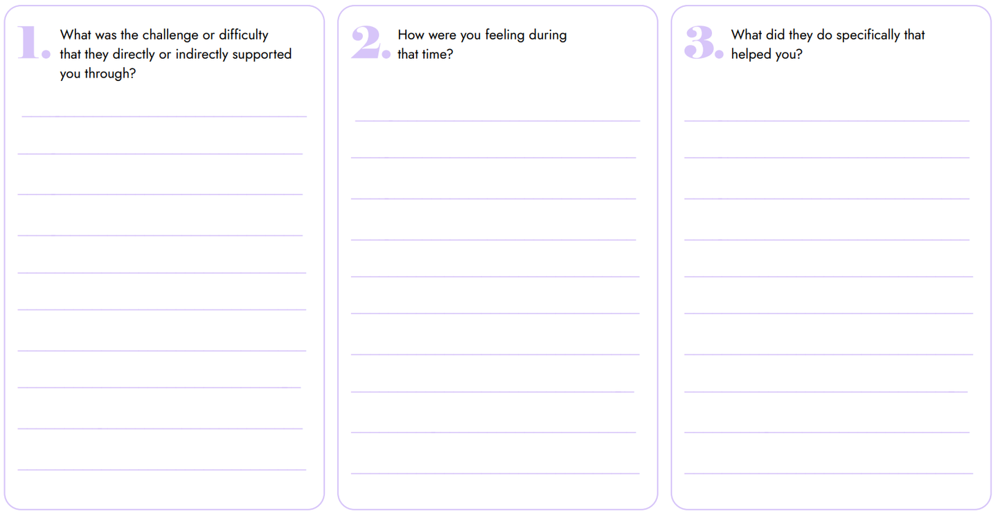 1. What was the challenge or difficulty
that they directly or indirectly supported
you through?
2. How were you feeling during
that time?
3. What did they do specifically that
helped you?